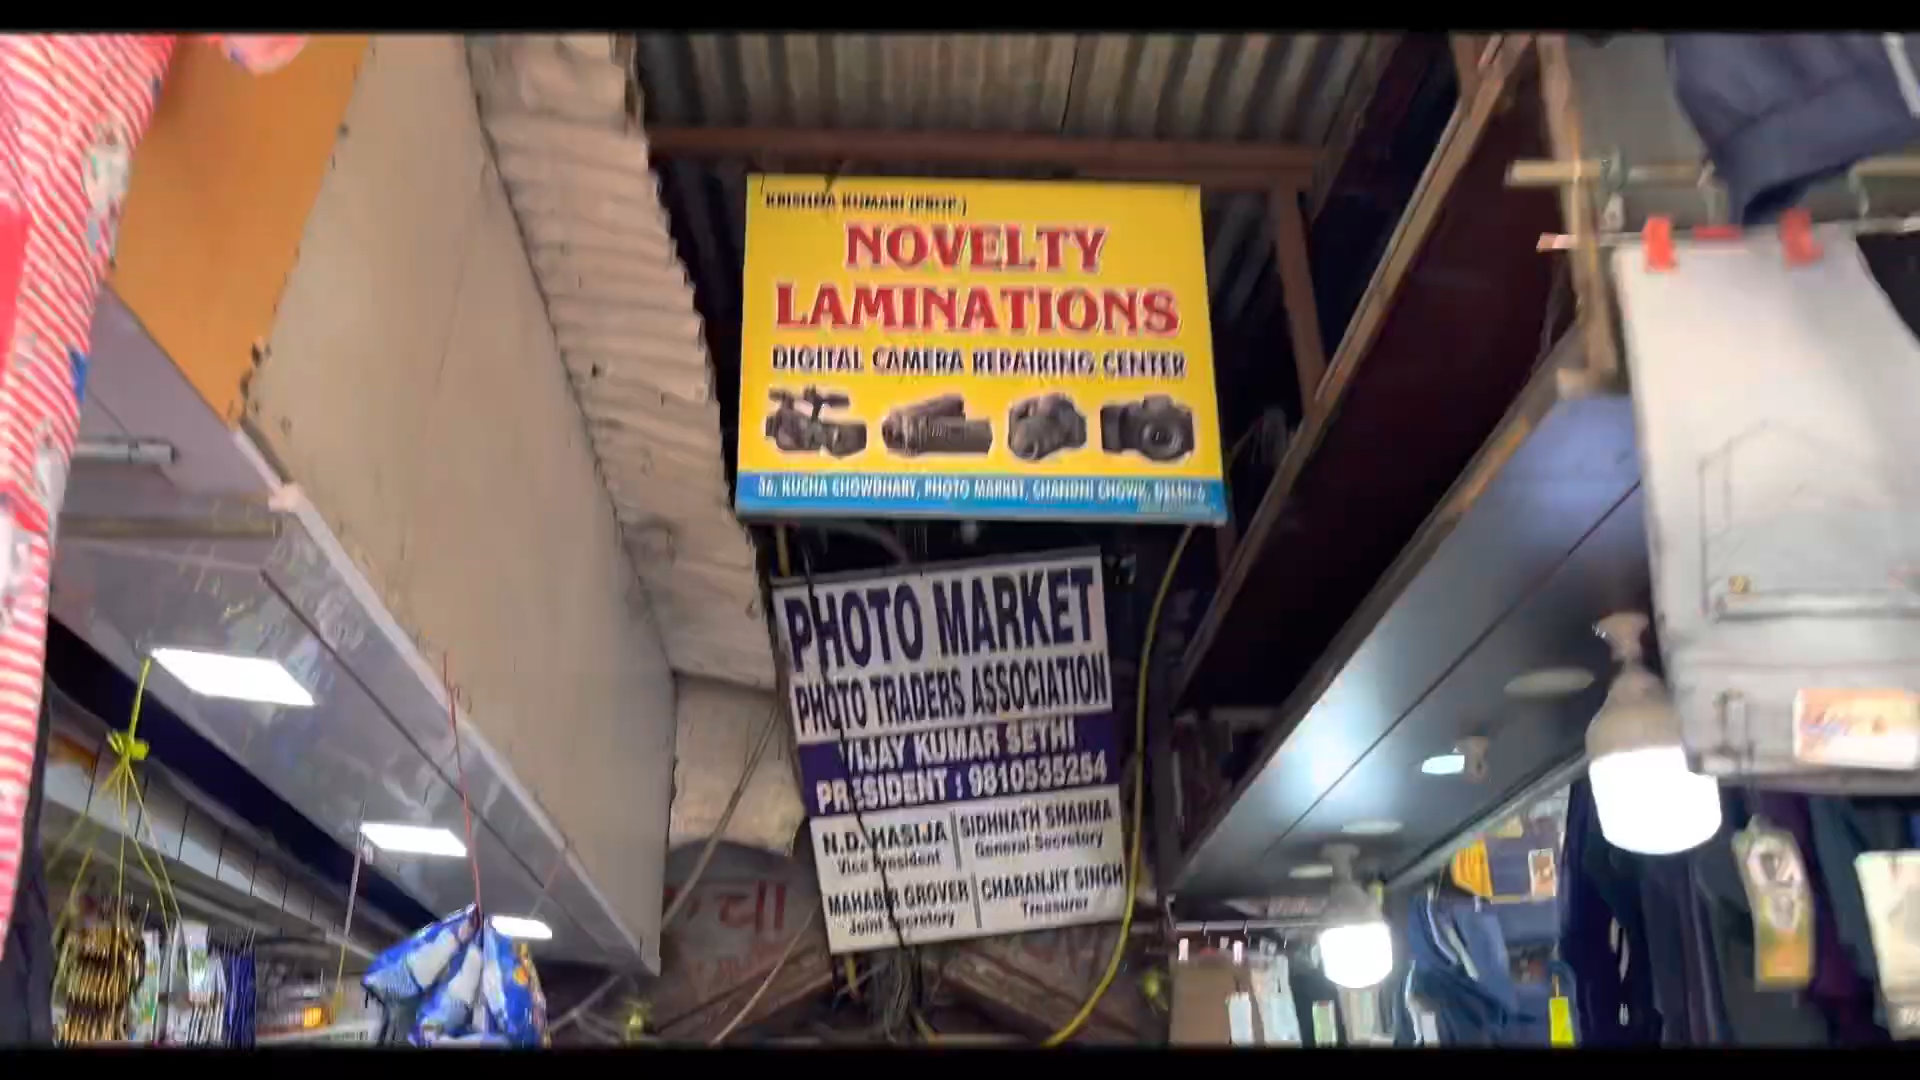 KRISHNA KUMARI (PROP.)
NOVELTY
LAMINATIONS
DIGITAL CAMERA REPAIRING CENTER
36, KUCHA CHOWDHARY, PHOTO MARKET, CHANDNI CHOWK, DELHI-6
PHOTO MARKET
PHOTO TRADERS ASSOCIATION
VIJAY KUMAR SETHI
PRESIDENT : 9810535254
N.D. HASIJA
Vice President
SIDHNATH SHARMA
General Secretary
MAHABIR GROVER
Joint Secretary
CHARANJIT SINGH
Treasurer